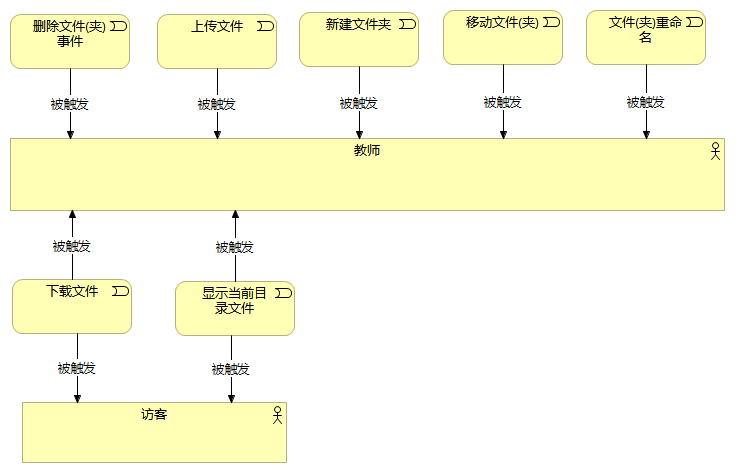 删除文件(夹)
事件
上传文件
新建文件夹
移动文件(夹)
文件(夹)重命
名
被触发
被触发
被触发
被触发
被触发
教师
被触发
被触发
下载文件
显示当前目
录文件
被触发
被触发
访客